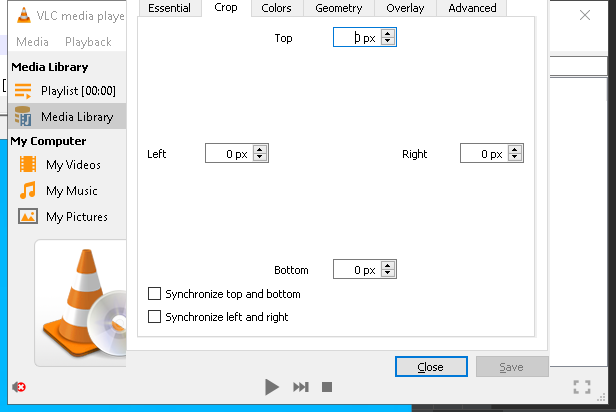 VLC media playe
Media Playback
Essential Crop Colors Geometry Overlay Advanced
Top 0 px
Media Library
Playlist [00:00]
Media Library
My Computer
My Videos
My Music
My Pictures
Left 0 px Right 0 px
Bottom 0 px
Synchronize top and bottom
Synchronize left and right
Close Save